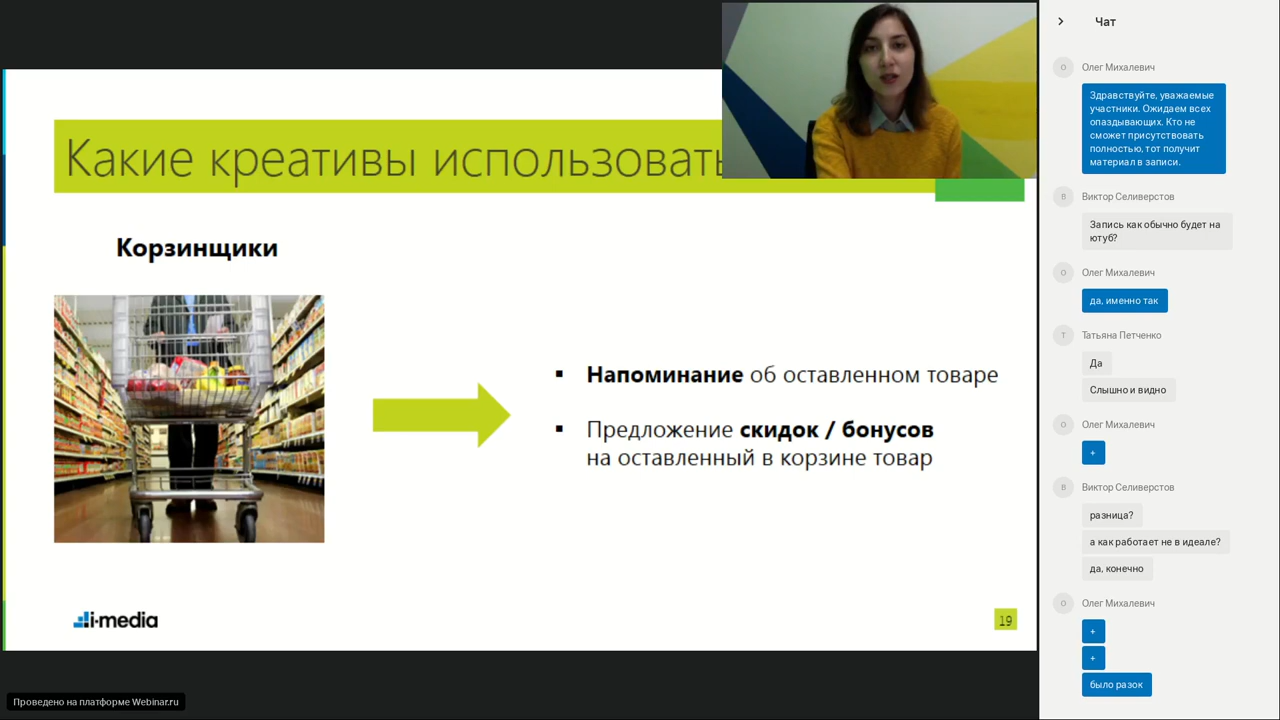 Какие креативы использовать
Корзинщики
▪ Напоминание об оставленном товаре
▪ Предложение скидок / бонусов
на оставленный в корзине товар
i-media
19
Проведено на платформе Webinar.ru
Чат
О
Олег Михалевич
Здравствуйте, уважаемые
участники. Ожидаем всех
опаздывающих. Кто не
сможет присутствовать
полностью, тот получит
материал в записи.
В
Виктор Селиверстов
Запись как обычно будет на
ютуб?
О
Олег Михалевич
да, именно так
Т
Татьяна Петченко
Да
Слышно и видно
О
Олег Михалевич
+
В
Виктор Селиверстов
разница?
а как работает не в идеале?
да, конечно
О
Олег Михалевич
+
+
было разок